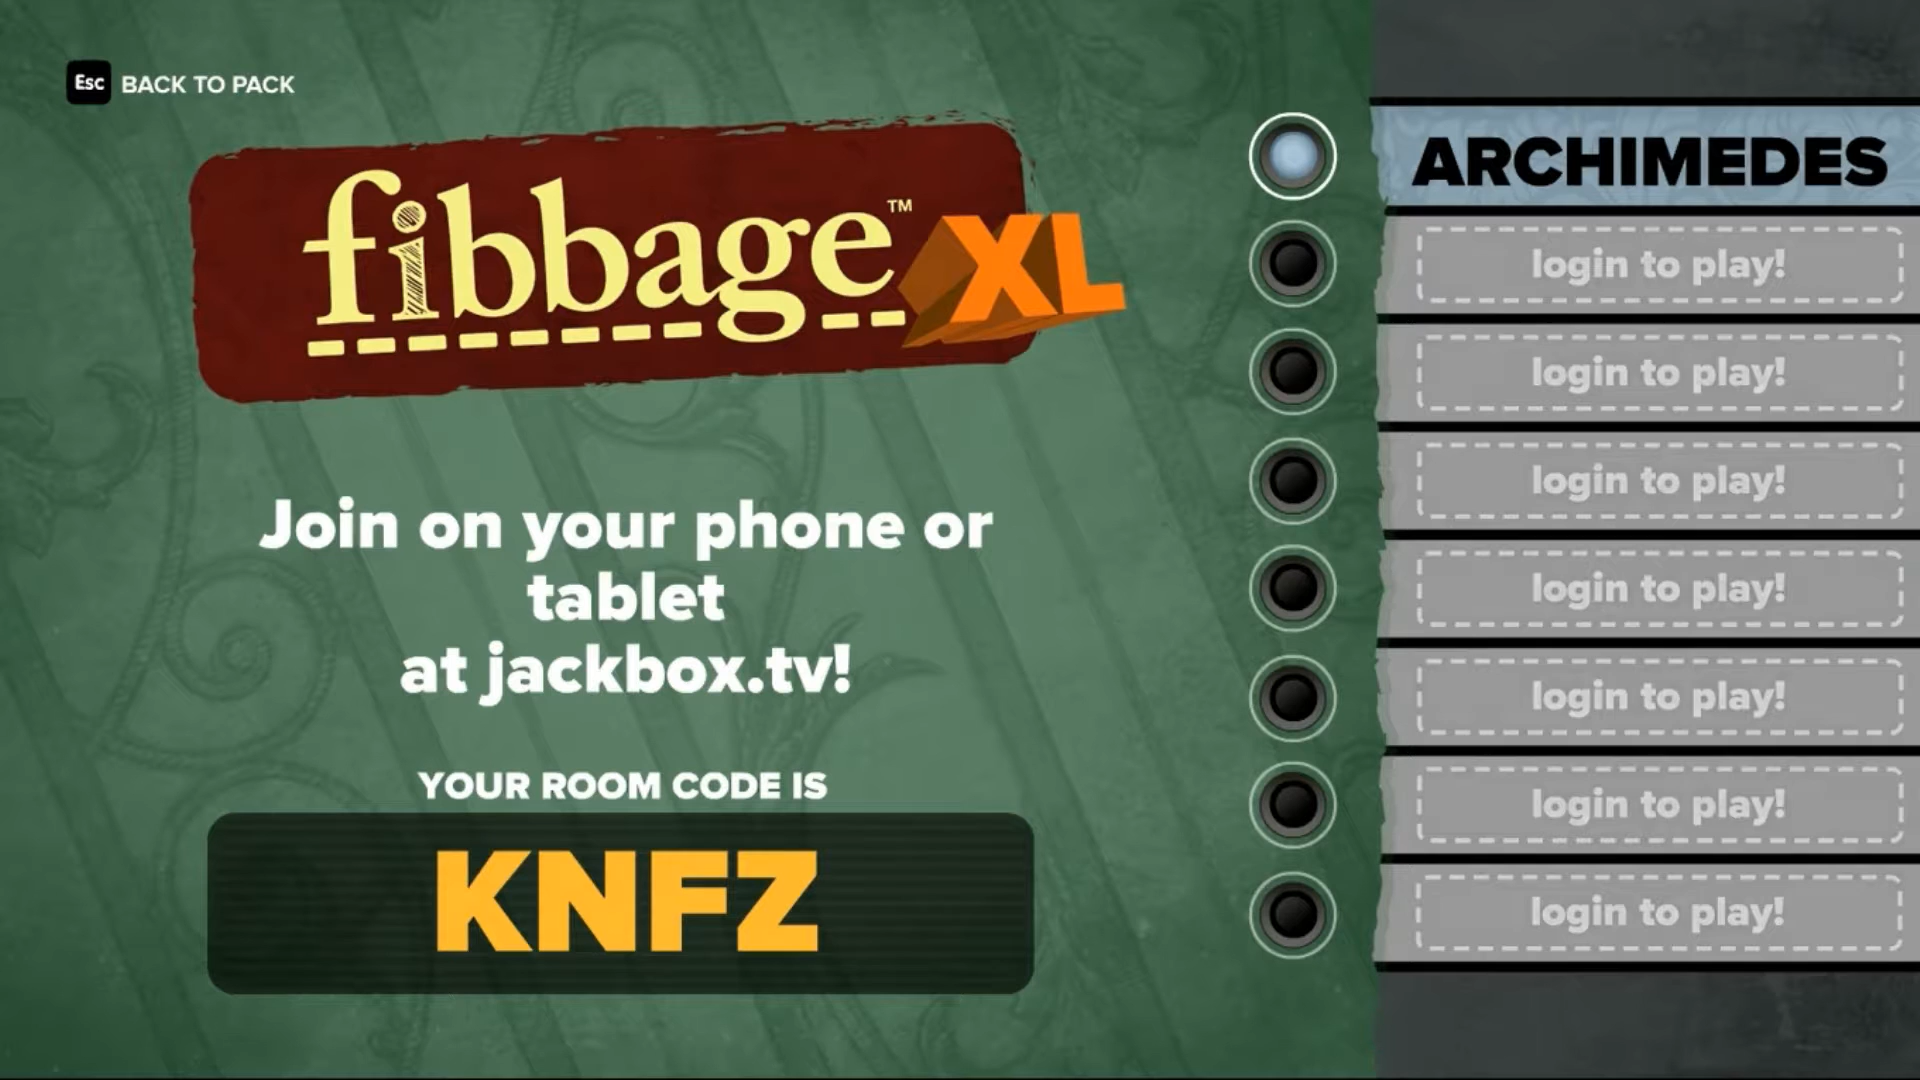 Esc BACK TO PACK
fibbage™ XL
Join on your phone or
tablet
at jackbox.tv!
YOUR ROOM CODE IS
KNFZ
ARCHIMEDES
login to play!
login to play!
login to play!
login to play!
login to play!
login to play!
login to play!